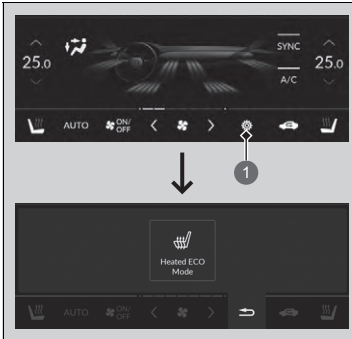 SYNC
25.0
25.0
A/C
AUTO
ON/
OFF
1
Heated ECO
Mode
AUTO
ON/
OFF